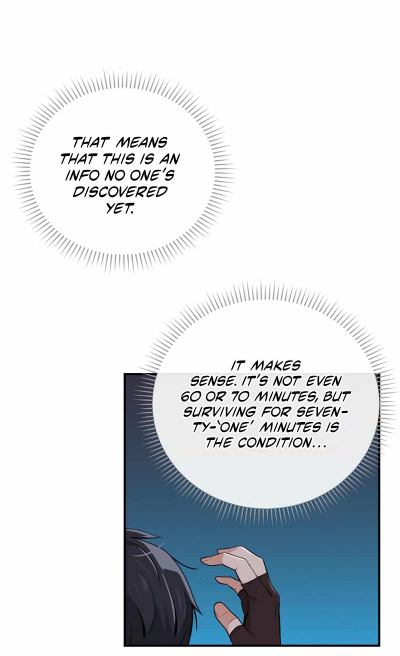 THAT MEANS
THAT THIS IS AN
INFO NO ONE'S
DISCOVERED
YET.
IT MAKES
SENSE. IT'S NOT EVEN
60 OR 70 MINUTES, BUT
SURVIVING FOR SEVEN-
TY-'ONE' MINUTES IS
THE CONDITION...